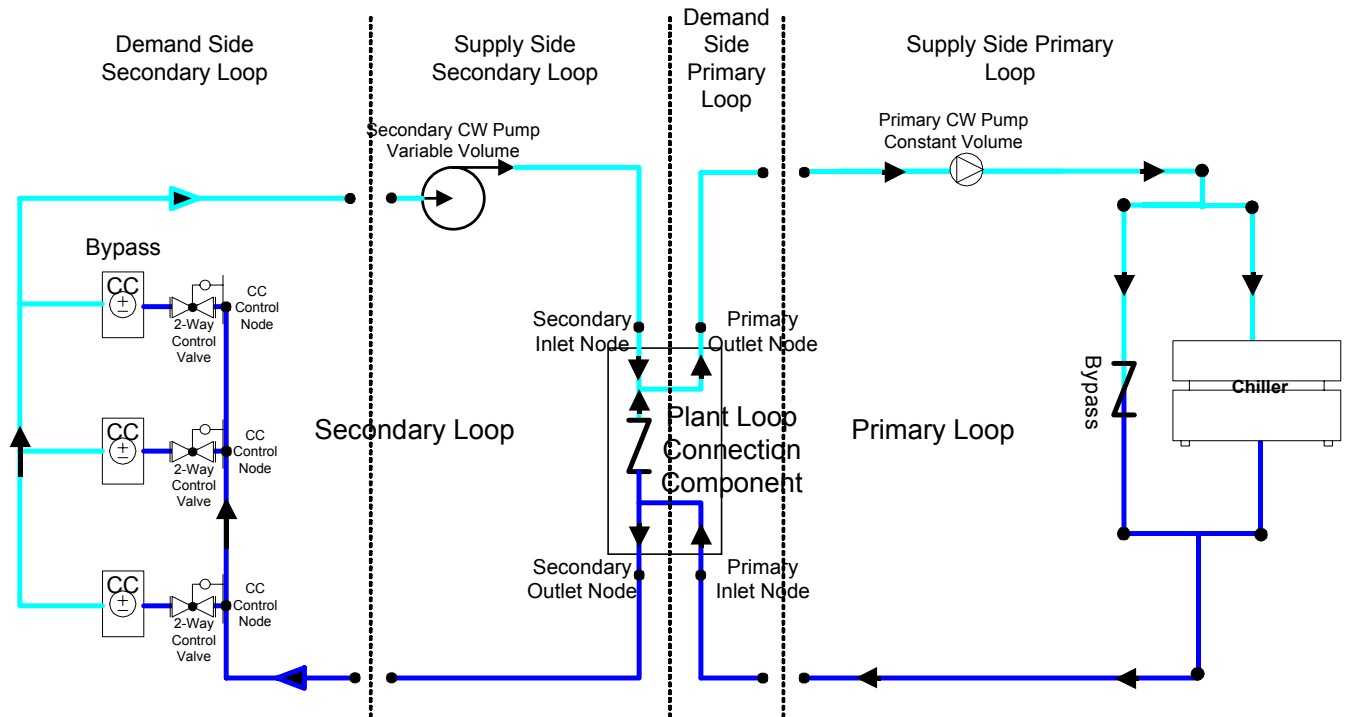 Demand Side
Secondary Loop
Supply Side
Secondary Loop
Demand
Side
Primary
Loop
Supply Side Primary
Loop
Secondary CW Pump
Variable Volume
Primary CW Pump
Constant Volume
Bypass
CC
2-Way
Control
Valve
CC
Control
Node
CC
2-Way
Control
Valve
CC
Control
Node
CC
2-Way
Control
Valve
CC
Control
Node
Secondary Loop
Secondary
Inlet Node
Primary
Outlet Node
Plant Loop
Connection
Component
Secondary
Outlet Node
Primary
Inlet Node
Primary Loop
Bypass
Chiller